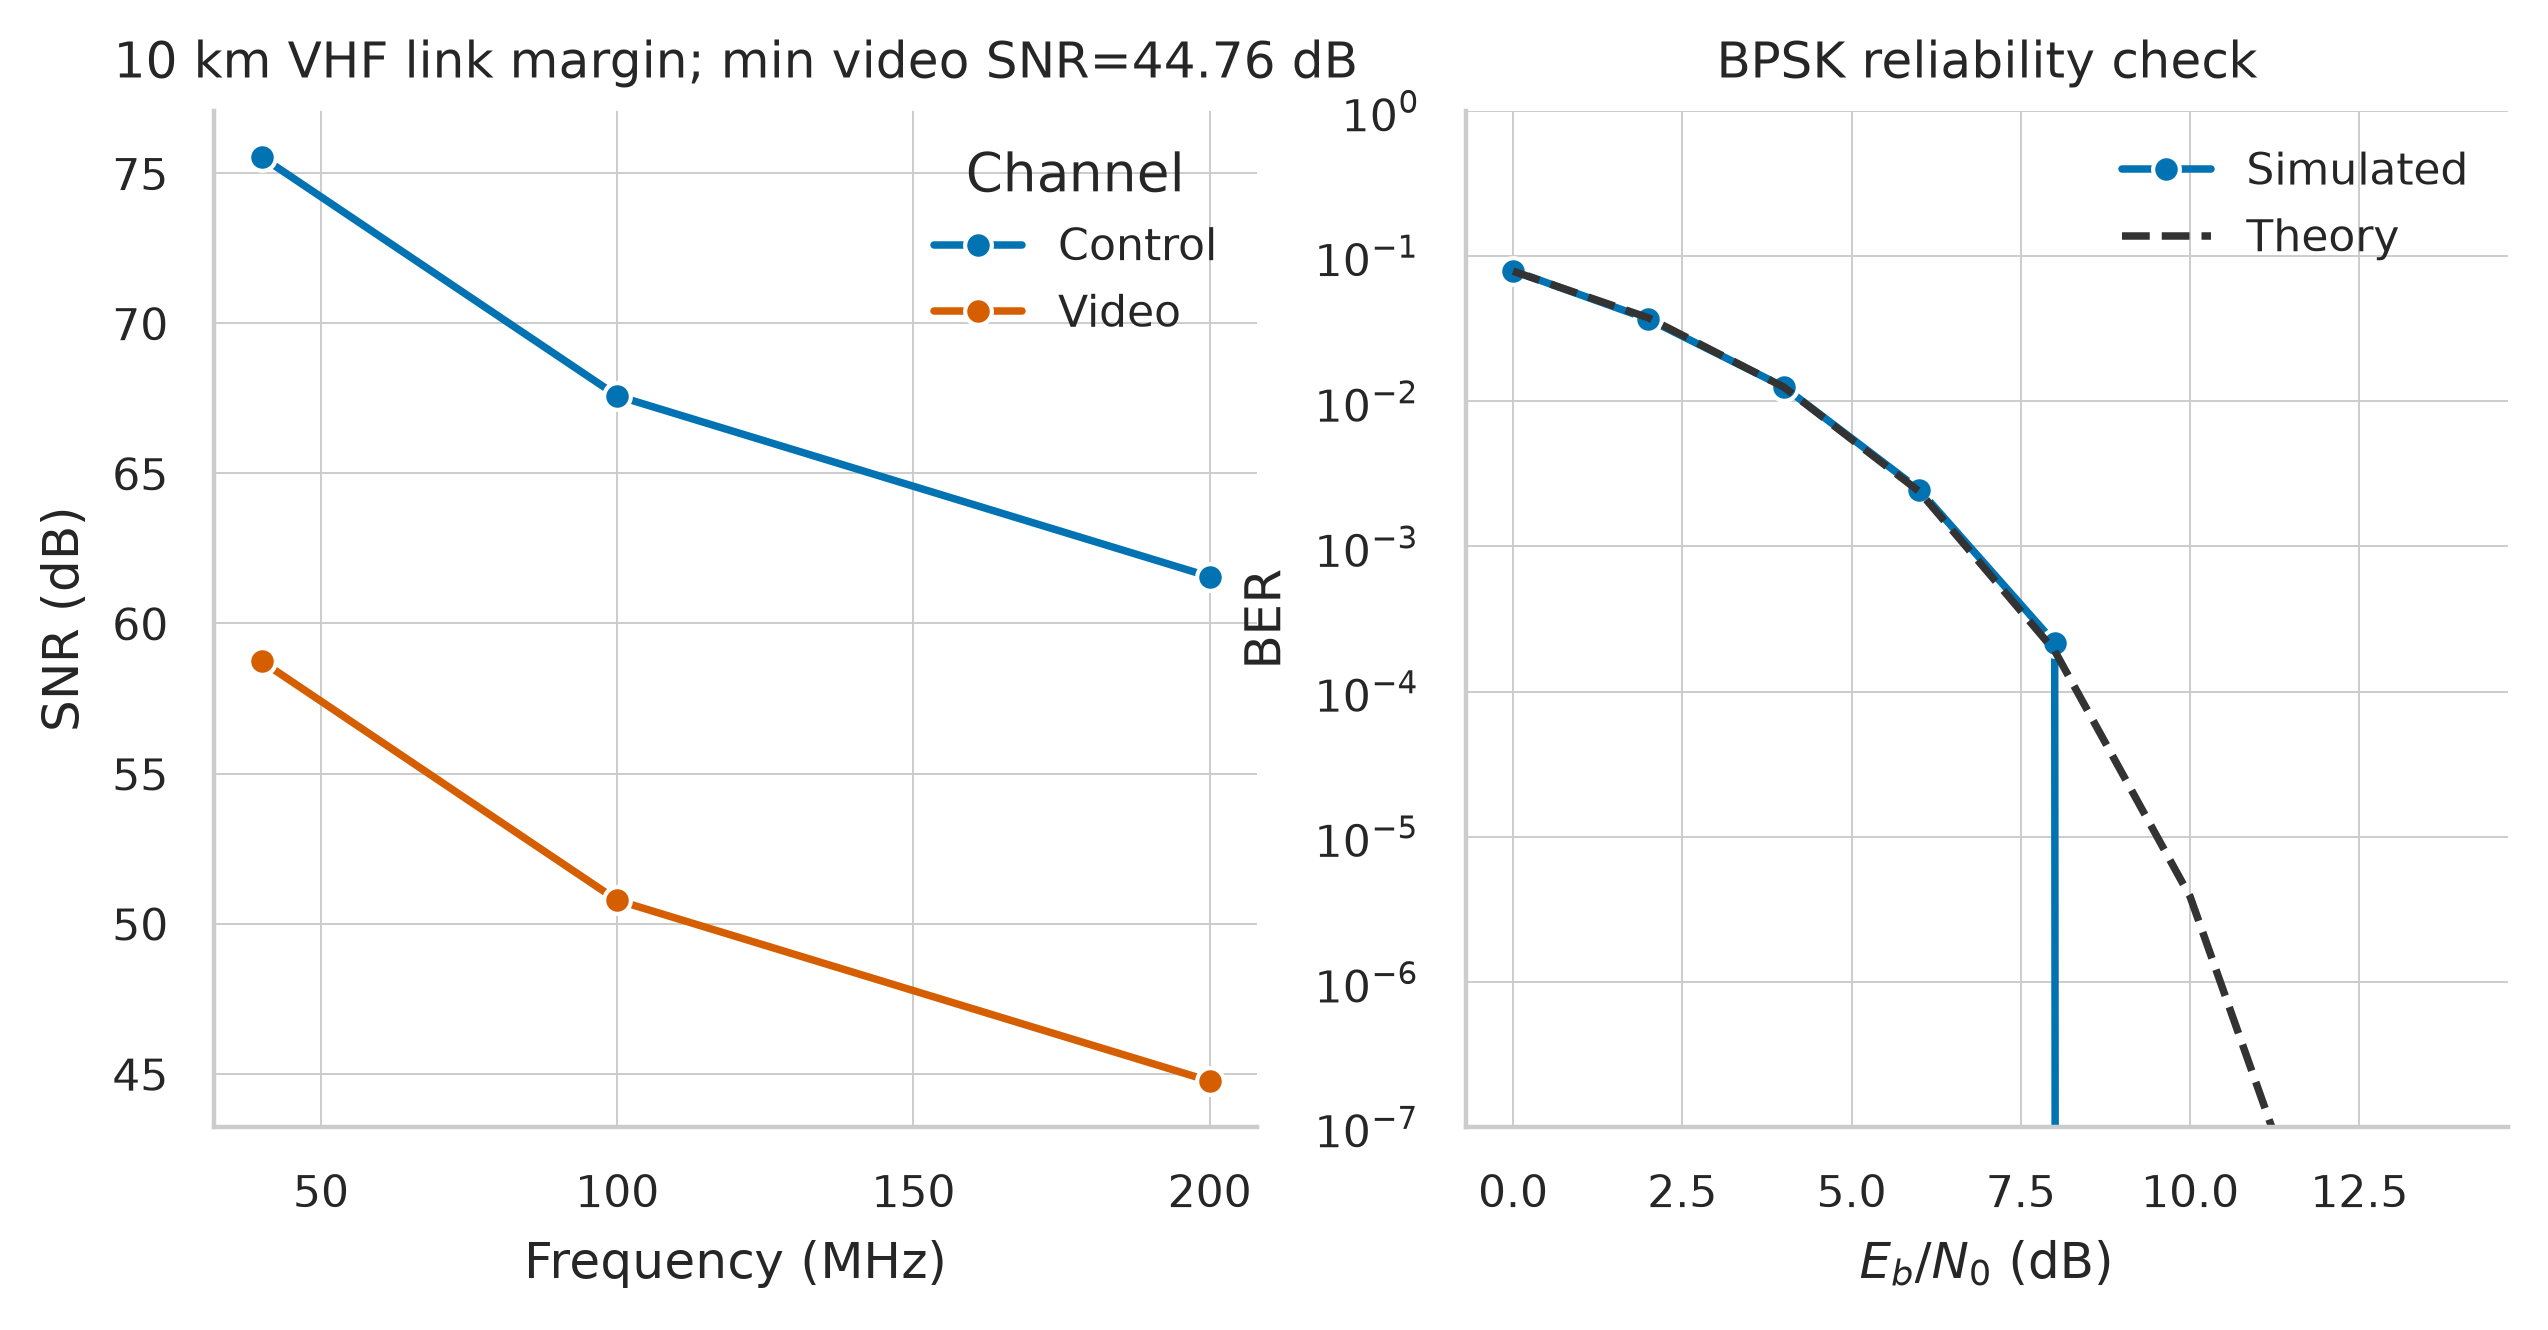 10 km VHF link margin; min video SNR=44.76 dB
SNR (dB)
75
70
65
60
55
50
45
Channel
Control
Video
50 100 150 200
Frequency (MHz)
BPSK reliability check
BER
10⁰
10⁻¹
10⁻²
10⁻³
10⁻⁴
10⁻⁵
10⁻⁶
10⁻⁷
Simulated
Theory
0.0 2.5 5.0 7.5 10.0 12.5
E_b/N₀ (dB)